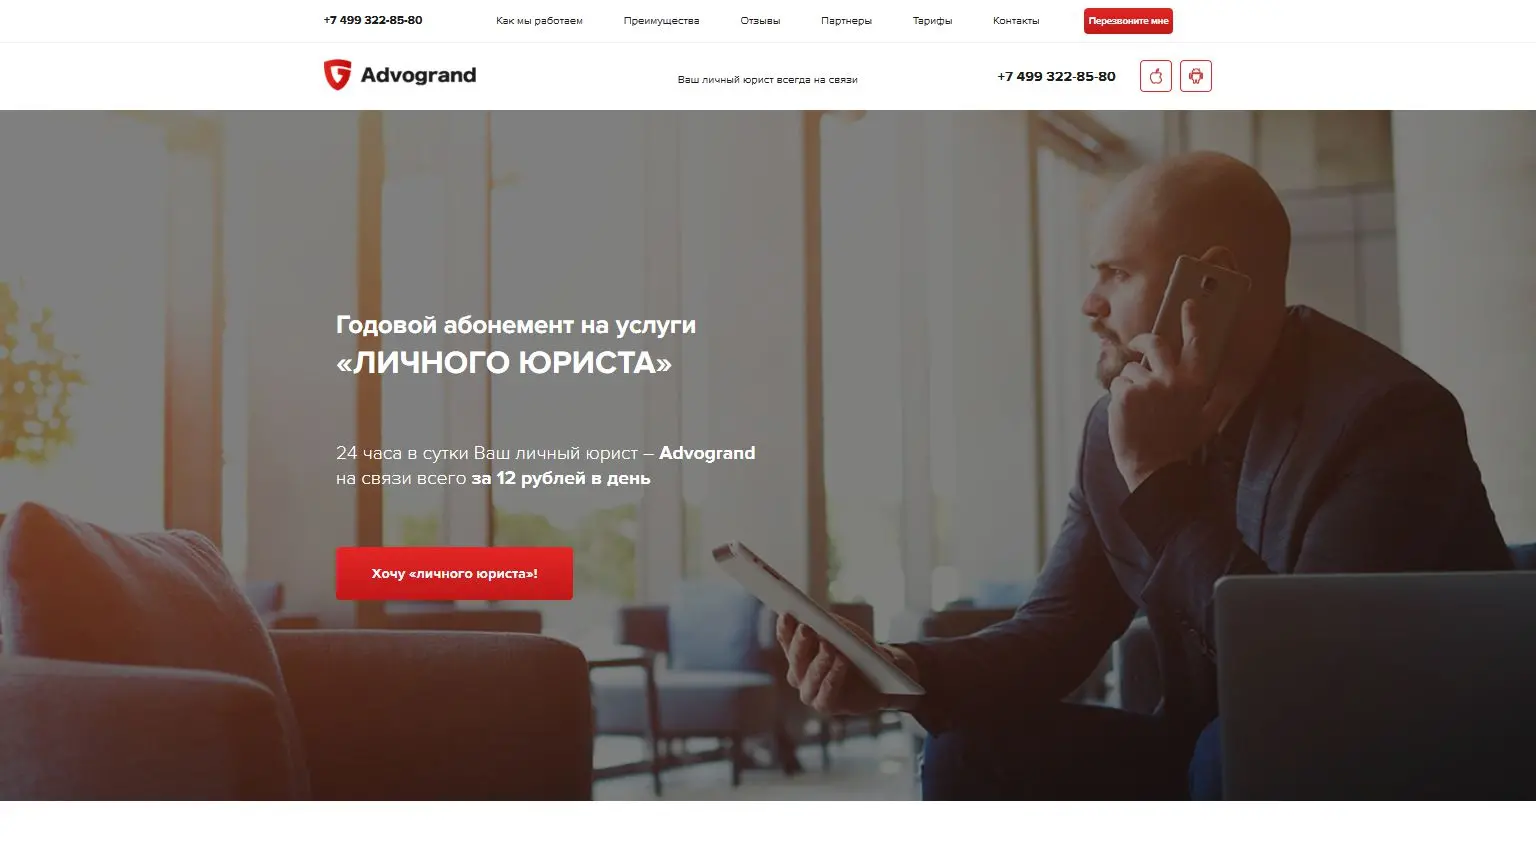 +7 499 322-85-80
Как мы работаем
Преимущества
Отзывы
Партнеры
Тарифы
Контакты
Перезвоните мне
Advogrand
Ваш личный юрист всегда на связи
+7 499 322-85-80
Годовой абонемент на услуги
«ЛИЧНОГО ЮРИСТА»
24 часа в сутки Ваш личный юрист – Advogrand
на связи всего за 12 рублей в день
Хочу «личного юриста»!